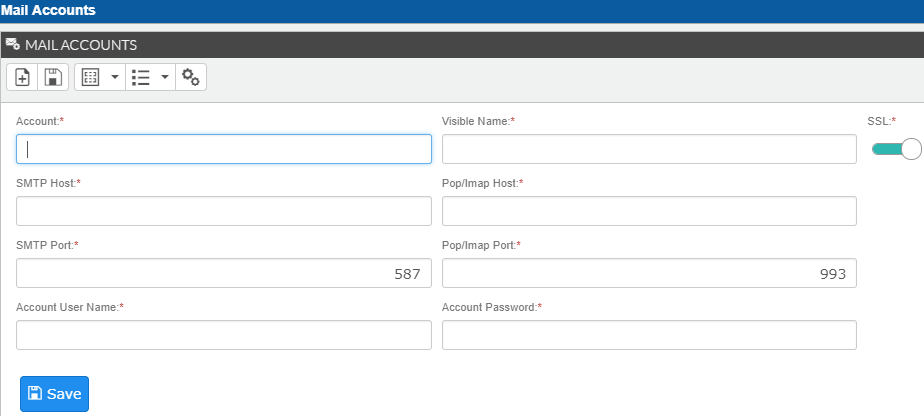 Mail Accounts
MAIL ACCOUNTS
Account:* Visible Name:* SSL:*
SMTP Host:* Pop/Imap Host:*
SMTP Port:* Pop/Imap Port:*
587 993
Account User Name:* Account Password:*
Save